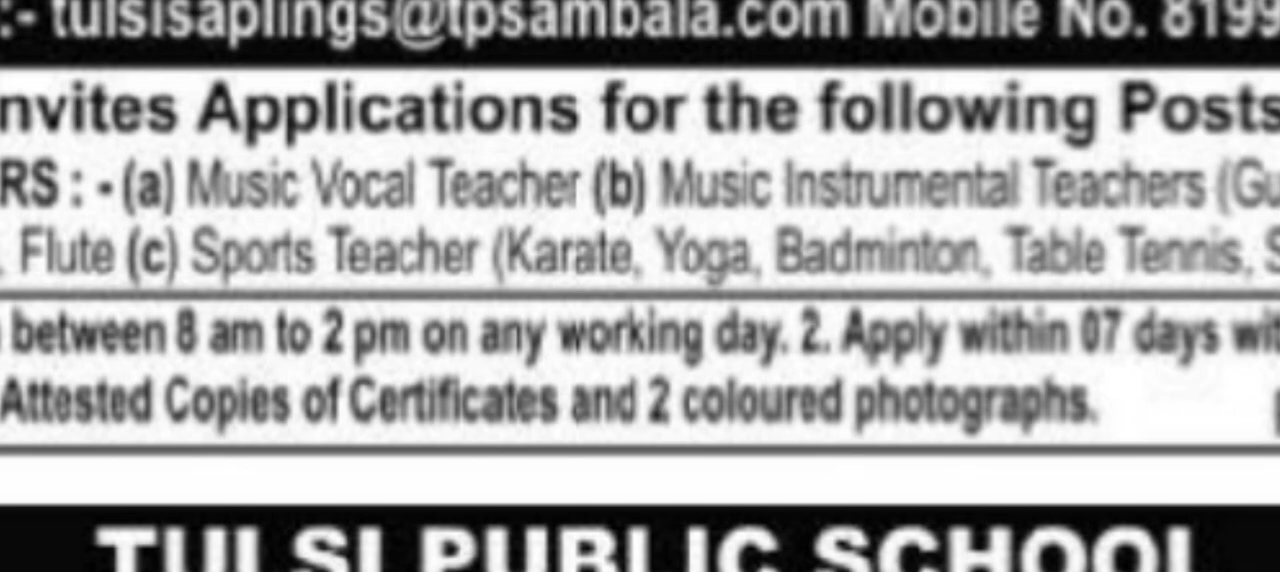 :- tulsisaplings@tpsambala.com Mobile No. 8199
nvites Applications for the following Posts
RS : - (a) Music Vocal Teacher (b) Music Instrumental Teachers (Gu
, Flute (c) Sports Teacher (Karate, Yoga, Badminton, Table Tennis, S
between 8 am to 2 pm on any working day. 2. Apply within 07 days wit
Attested Copies of Certificates and 2 coloured photographs.
TULSI PUBLIC SCHOOL